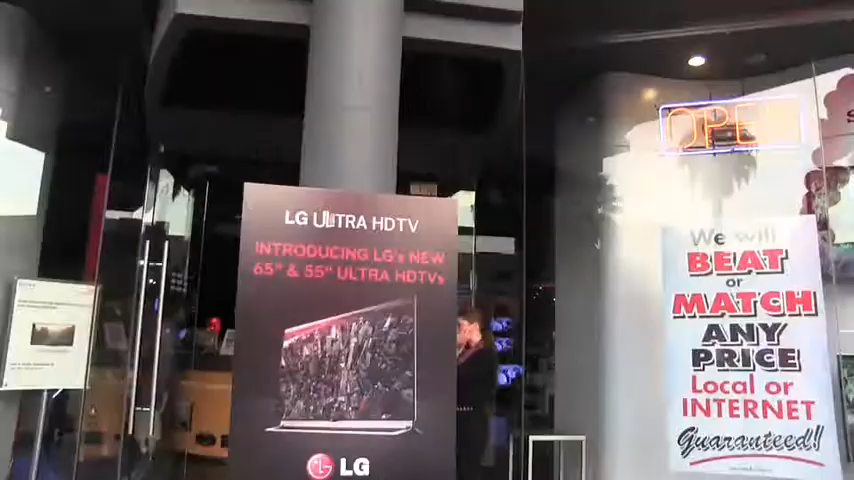 LG ULTRA HDTV
INTRODUCING LG's NEW
65" & 55" ULTRA HDTVs
LG
OPEN
We will
BEAT
or
MATCH
ANY
PRICE
Local or
INTERNET
Guaranteed!